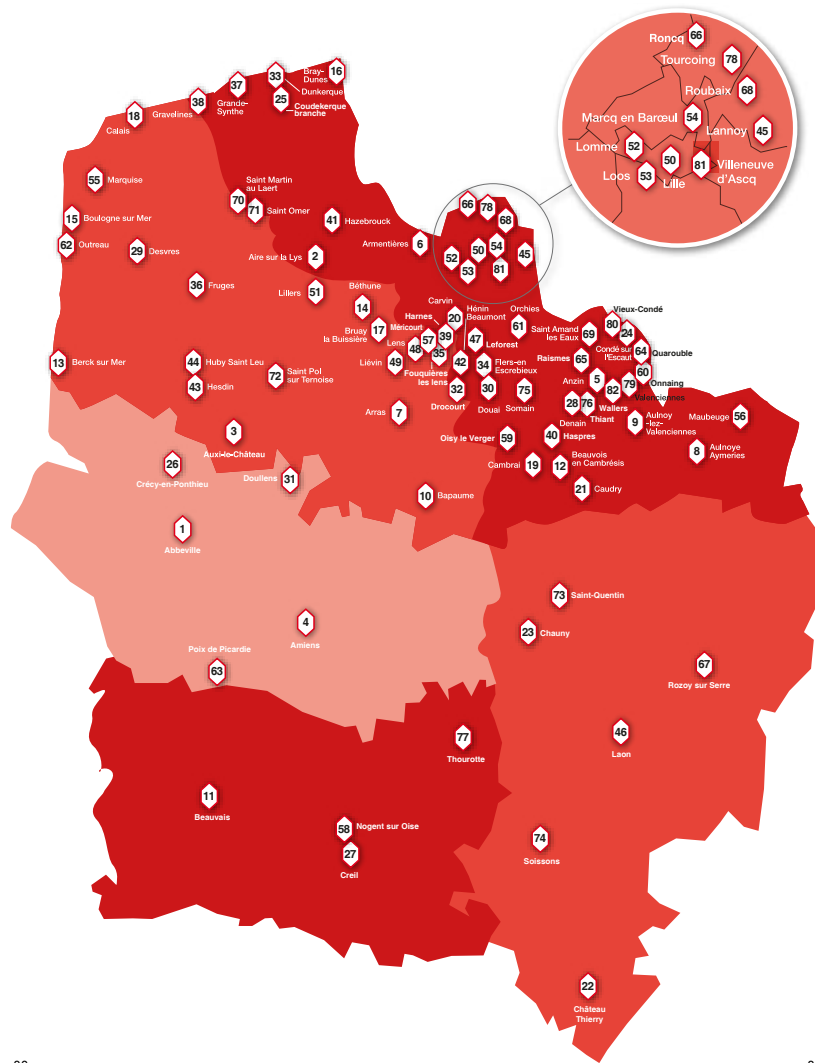 66
Roncq
78
Tourcoing
Roubaix
68
Marcq en Barœul
54
Lannoy
45
Lomme
52
50
81
Villeneuve
d'Ascq
Loos
53
Lille
16
Bray-
Dunes
33
Dunkerque
37
Grande-
Synthe
25
Coudekerque
branche
38
Gravelines
18
Calais
55
Marquise
Saint Martin
au Laert
70
71
Saint Omer
15
Boulogne sur Mer
41
Hazebrouck
66
78
68
62
Outreau
29
Desvres
Armentières
6
50
54
45
52
53
81
Aire sur la Lys
2
36
Fruges
Lillers
51
Béthune
14
Bruay
la Buissière
17
Carvin
20
Hénin
Beaumont
Orchies
61
Harnes
Méricourt
57
39
47
Leforest
Lens
48
35
42
34
Flers-en
Escrebieux
Liévin
49
Fouquières
les lens
32
Drocourt
30
Douai
75
Somain
Vieux-Condé
80
24
Saint Amand
les Eaux
69
Condé sur
l'Escaut
64
Quarouble
Raismes
65
60
Onnaing
Anzin
5
82
79
Valenciennes
28
76
Wallers
Denain
Thiant
9
Aulnoy
-lez-
Valenciennes
Maubeuge
56
13
Berck sur Mer
44
Huby Saint Leu
43
Hesdin
72
Saint Pol
sur Ternoise
7
Arras
3
Auxi-le-Château
Oisy le Verger
59
40
Haspres
8
Aulnoye
Aymeries
Cambrai
19
12
Beauvois
en Cambrésis
21
Caudry
26
Crécy-en-Ponthieu
Doullens
31
10
Bapaume
1
Abbeville
4
Amiens
73
Saint-Quentin
23
Chauny
Poix de Picardie
63
67
Rozoy sur Serre
46
Laon
77
Thourotte
11
Beauvais
58
Nogent sur Oise
27
Creil
74
Soissons
22
Château
Thierry